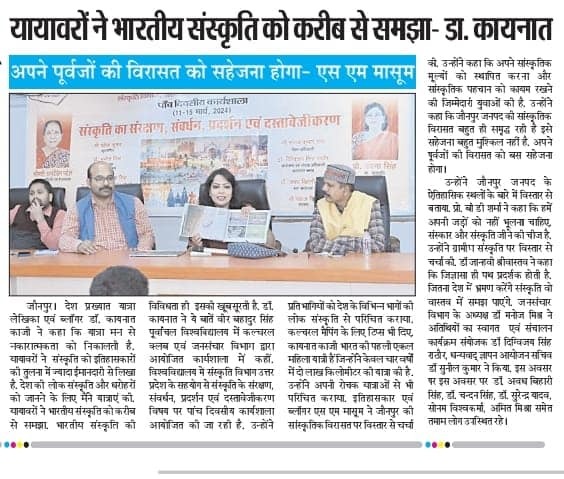 यायावरों ने भारतीय संस्कृति को करीब से समझा- डा. कायनात
अपने पूर्वजों की विरासत को सहेजना होगा- एस एम मासूम
पाँच दिवसीय कार्यशाला
(11-15 मार्च, 2024)
संस्कृति का संरक्षण, संवर्धन, प्रदर्शन एवं दस्तावेजीकरण
जौनपुर। देश प्रख्यात यात्रा
लेखिका एवं ब्लॉगर डॉ. कायनात
काजी ने कहा कि यात्रा मन से
नकारात्मकता को निकालती है.
यायावरों ने संस्कृति को इतिहासकारों
की तुलना में ज्यादा ईमानदारी से लिखा
है, देश की लोक संस्कृति और धरोहरों
को जानने के लिए मैंने यात्राएं की.
यायावरों ने भारतीय संस्कृति को करीब
से समझा. भारतीय संस्कृति को
विविधता ही इसकी खूबसूरती है. डॉ.
कायनात ने ये बातें वीर बहादुर सिंह
पूर्वांचल विश्वविद्यालय में कल्चरल
क्लब एवं जनसंचार विभाग द्वारा
आयोजित कार्यशाला में कहीं.
विश्वविद्यालय मे संस्कृति विभाग उत्तर
प्रदेश के सहयोग से संस्कृति के संरक्षण,
संवर्धन, प्रदर्शन एवं दस्तावेजीकरण
विषय पर पांच दिवसीय कार्यशाला
आयोजित की जा रही है. उन्होंने
प्रतिभागियों को देश के विभिन्न भागों की
लोक संस्कृति से परिचित कराया.
कल्चरल मैपिंग के लिए टिप्स भी दिए,
कायनात काजी भारत की पहली एकल
महिला यात्री हैं जिन्होंने केवल चार वर्षों
में दो लाख किलोमीटर की यात्रा की है.
उन्होंने अपनी रोचक यात्राओं से भी
परिचित कराया. इतिहासकार एवं
ब्लॉगर एस एम मासूम ने जौनपुर की
सांस्कृतिक विरासत पर विस्तार से चर्चा
की. उन्होंने कहा कि अपने सांस्कृतिक
मूल्यों को स्थापित करना और
सांस्कृतिक पहचान को कायम रखने
की जिम्मेदारी युवाओं को है. उन्होंने
कहा कि जौनपुर जनपद की सांस्कृतिक
विरासत बहुत ही समृद्ध रही है इसे
सहेजना बहुत मुश्किल नहीं है. अपने
पूर्वजों की विरासत को बस सहेजना
होगा।
उन्होंने जौनपुर जनपद के
ऐतिहासिक स्थलों के बारे में विस्तार से
बताया. प्रो. बी डी शर्मा ने कहा कि हमें
अपनी जड़ों को नहीं भूलना चाहिए.
संस्कार और संस्कृति जीने की चीज है.
उन्होंने ग्रामीण संस्कृति पर विस्तार से
चर्चा की. डॉ जान्हवी श्रीवास्तव ने कहा
कि जिज्ञासा ही पथ प्रदर्शक होती है.
जितना देश में भ्रमण करेंगे संस्कृति वो
वास्तव में समझ पाएंगे. जनसंचार
विभाग के अध्यक्ष डॉ मनोज मिश्र ने
अतिथियों का स्वागत एवं संचालन
कार्यक्रम संयोजक डॉ दिग्विजय सिंह
राठौर, धन्यवाद् ज्ञापन आयोजन सचिव
डॉ सुनील कुमार ने किया. इस अवसर
पर इस अवसर पर डॉ. अवध बिहारी
सिंह, डॉ. चन्दन सिंह, डॉ. सुरेन्द्र यादव,
सोनम विश्वकर्मा, अमित मिश्रा समेत
तमाम लोग उपस्थित रहे।